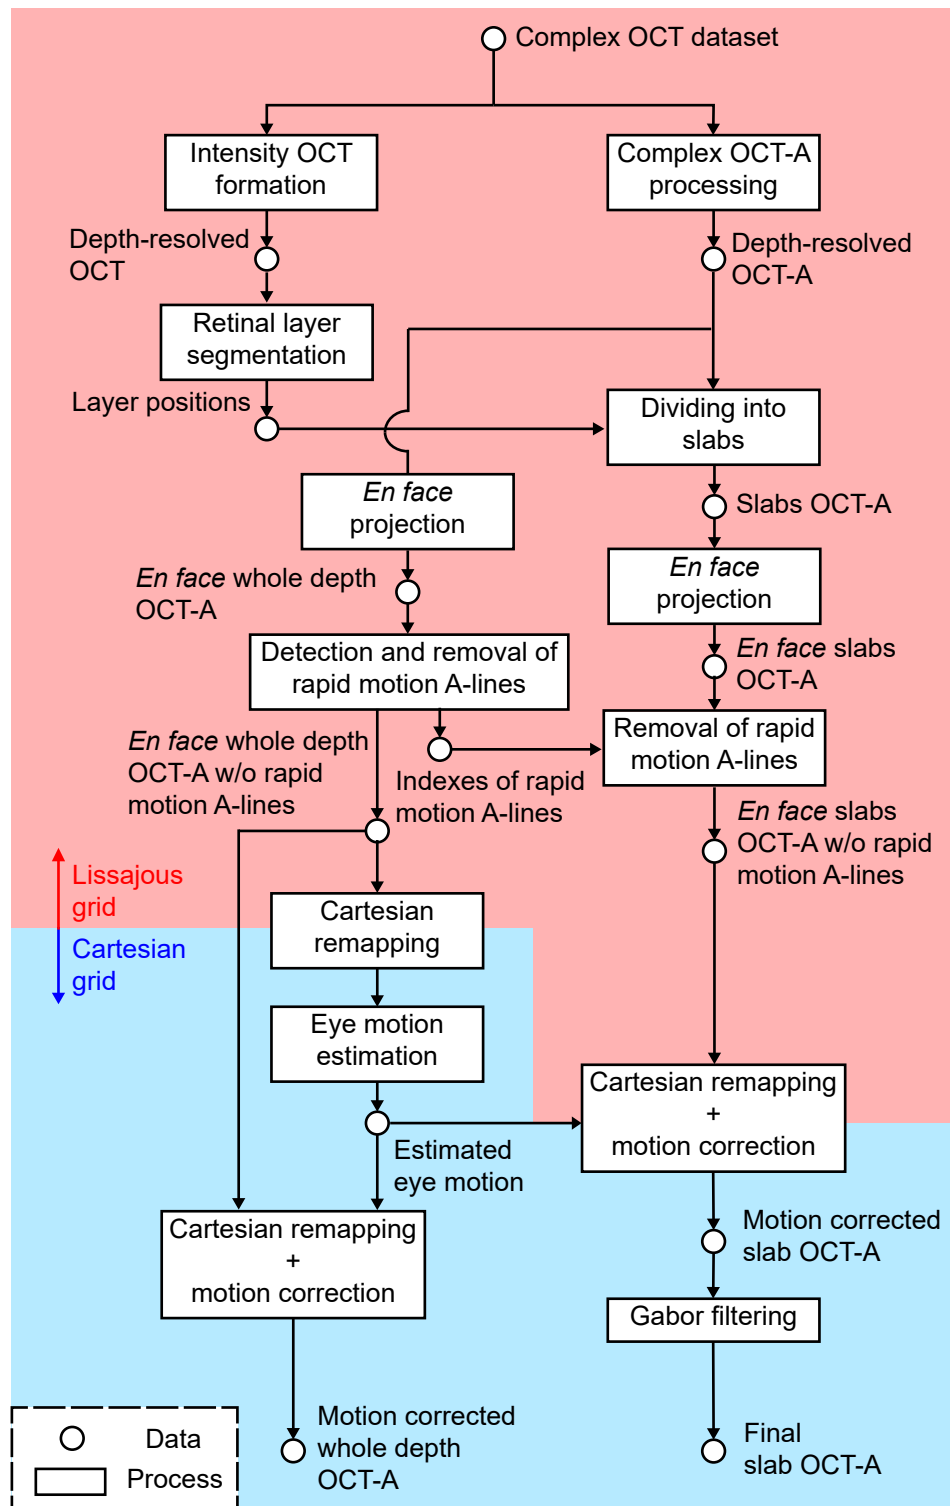 Complex OCT dataset
Intensity OCT
formation
Complex OCT-A
processing
Depth-resolved
OCT
Depth-resolved
OCT-A
Retinal layer
segmentation
Layer positions
Dividing into
slabs
En face
projection
Slabs OCT-A
En face whole depth
OCT-A
En face
projection
Detection and removal of
rapid motion A-lines
En face slabs
OCT-A
En face whole depth
OCT-A w/o rapid
motion A-lines
Indexes of rapid
motion A-lines
Removal of rapid
motion A-lines
En face slabs
OCT-A w/o rapid
motion A-lines
Lissajous
grid
Cartesian
grid
Cartesian
remapping
Eye motion
estimation
Estimated
eye motion
Cartesian remapping
+
motion correction
Cartesian remapping
+
motion correction
Motion corrected
slab OCT-A
Gabor filtering
Motion corrected
whole depth
OCT-A
Final
slab OCT-A
Data
Process